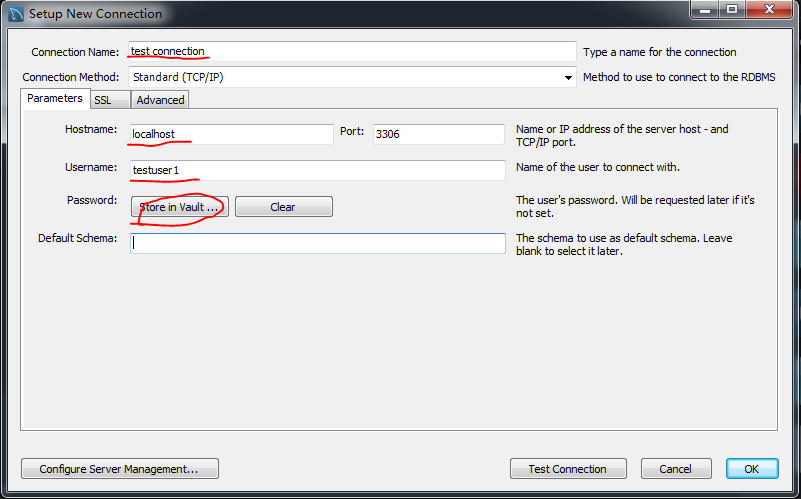 Setup New Connection
Connection Name: test connection Type a name for the connection
Connection Method: Standard (TCP/IP) Method to use to connect to the RDBMS
Parameters SSL Advanced
Hostname: localhost Port: 3306 Name or IP address of the server host - and
TCP/IP port.
Username: testuser1 Name of the user to connect with.
Password: Store in Vault ... Clear The user's password. Will be requested later if it's
not set.
Default Schema: The schema to use as default schema. Leave
blank to select it later.
Configure Server Management... Test Connection Cancel OK